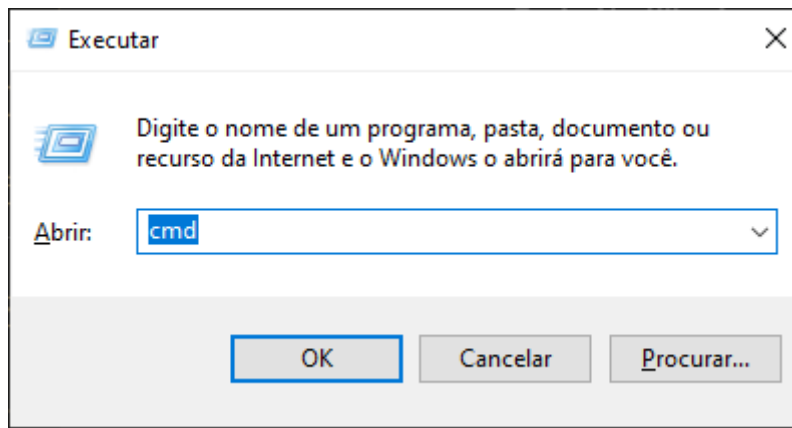 Executar
Digite o nome de um programa, pasta, documento ou
recurso da Internet e o Windows o abrirá para você.
Abrir: cmd
OK Cancelar Procurar...